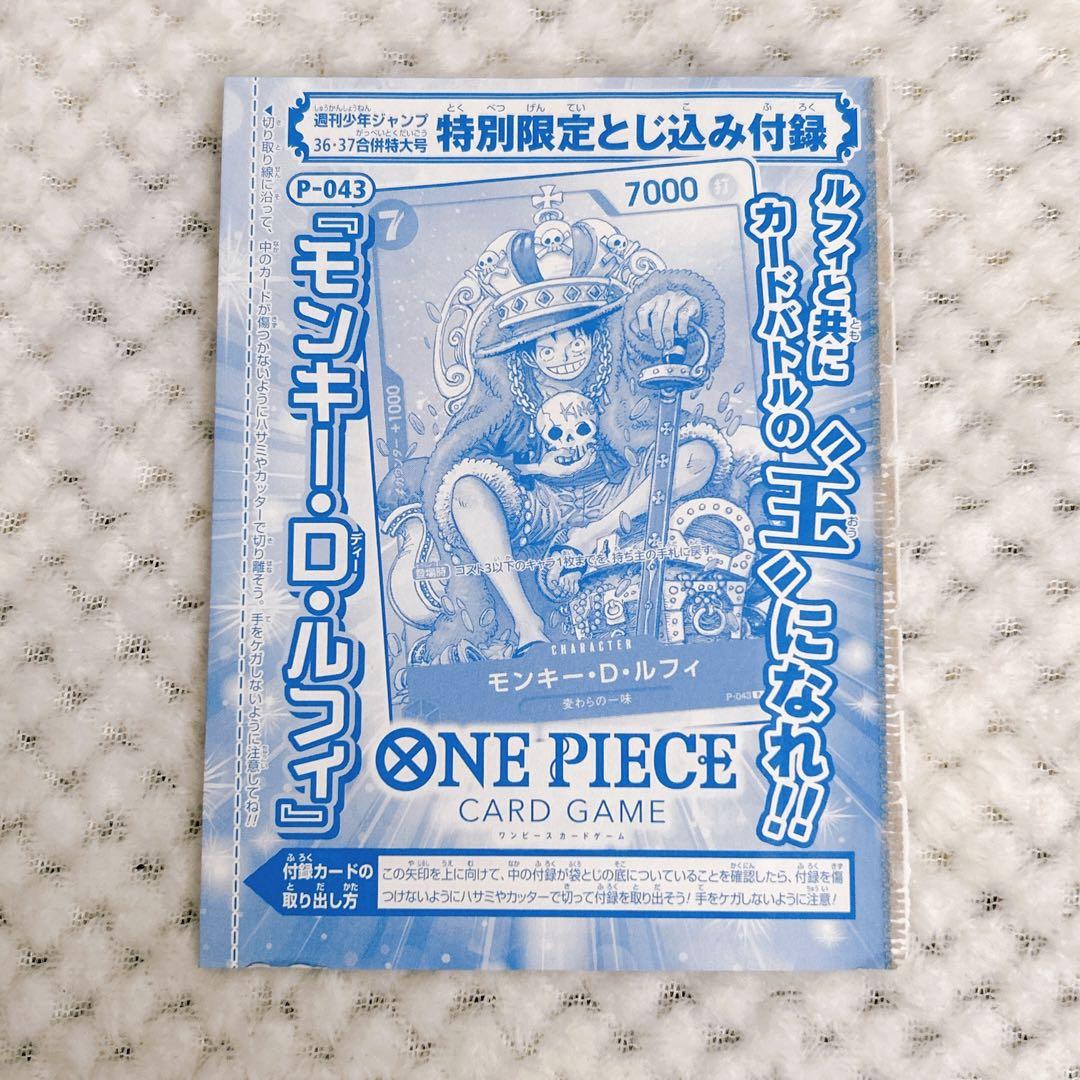 週刊少年ジャンプ
36・37合併特大号
特別限定とじ込み付録
P-043
『モンキー・D・ルフィ』
ルフィと共に
カードバトルの
〝王〟になれ!!
◀切り取り線に沿って、中のカードが傷つかないようにハサミやカッターで切り離そう。手をケガしないように注意してね!!
7
7000
打
カウンター +1000
KING
登場時 コスト3以下のキャラ1枚までを、持ち主の手札に戻す。
CHARACTER
モンキー・D・ルフィ
麦わらの一味
P-043
ONE PIECE
CARD GAME
ワンピースカードゲーム
付録カードの
取り出し方
この矢印を上に向けて、中の付録が袋とじの底についていることを確認したら、付録を傷
つけないようにハサミやカッターで切って付録を取り出そう!手をケガしないように注意!